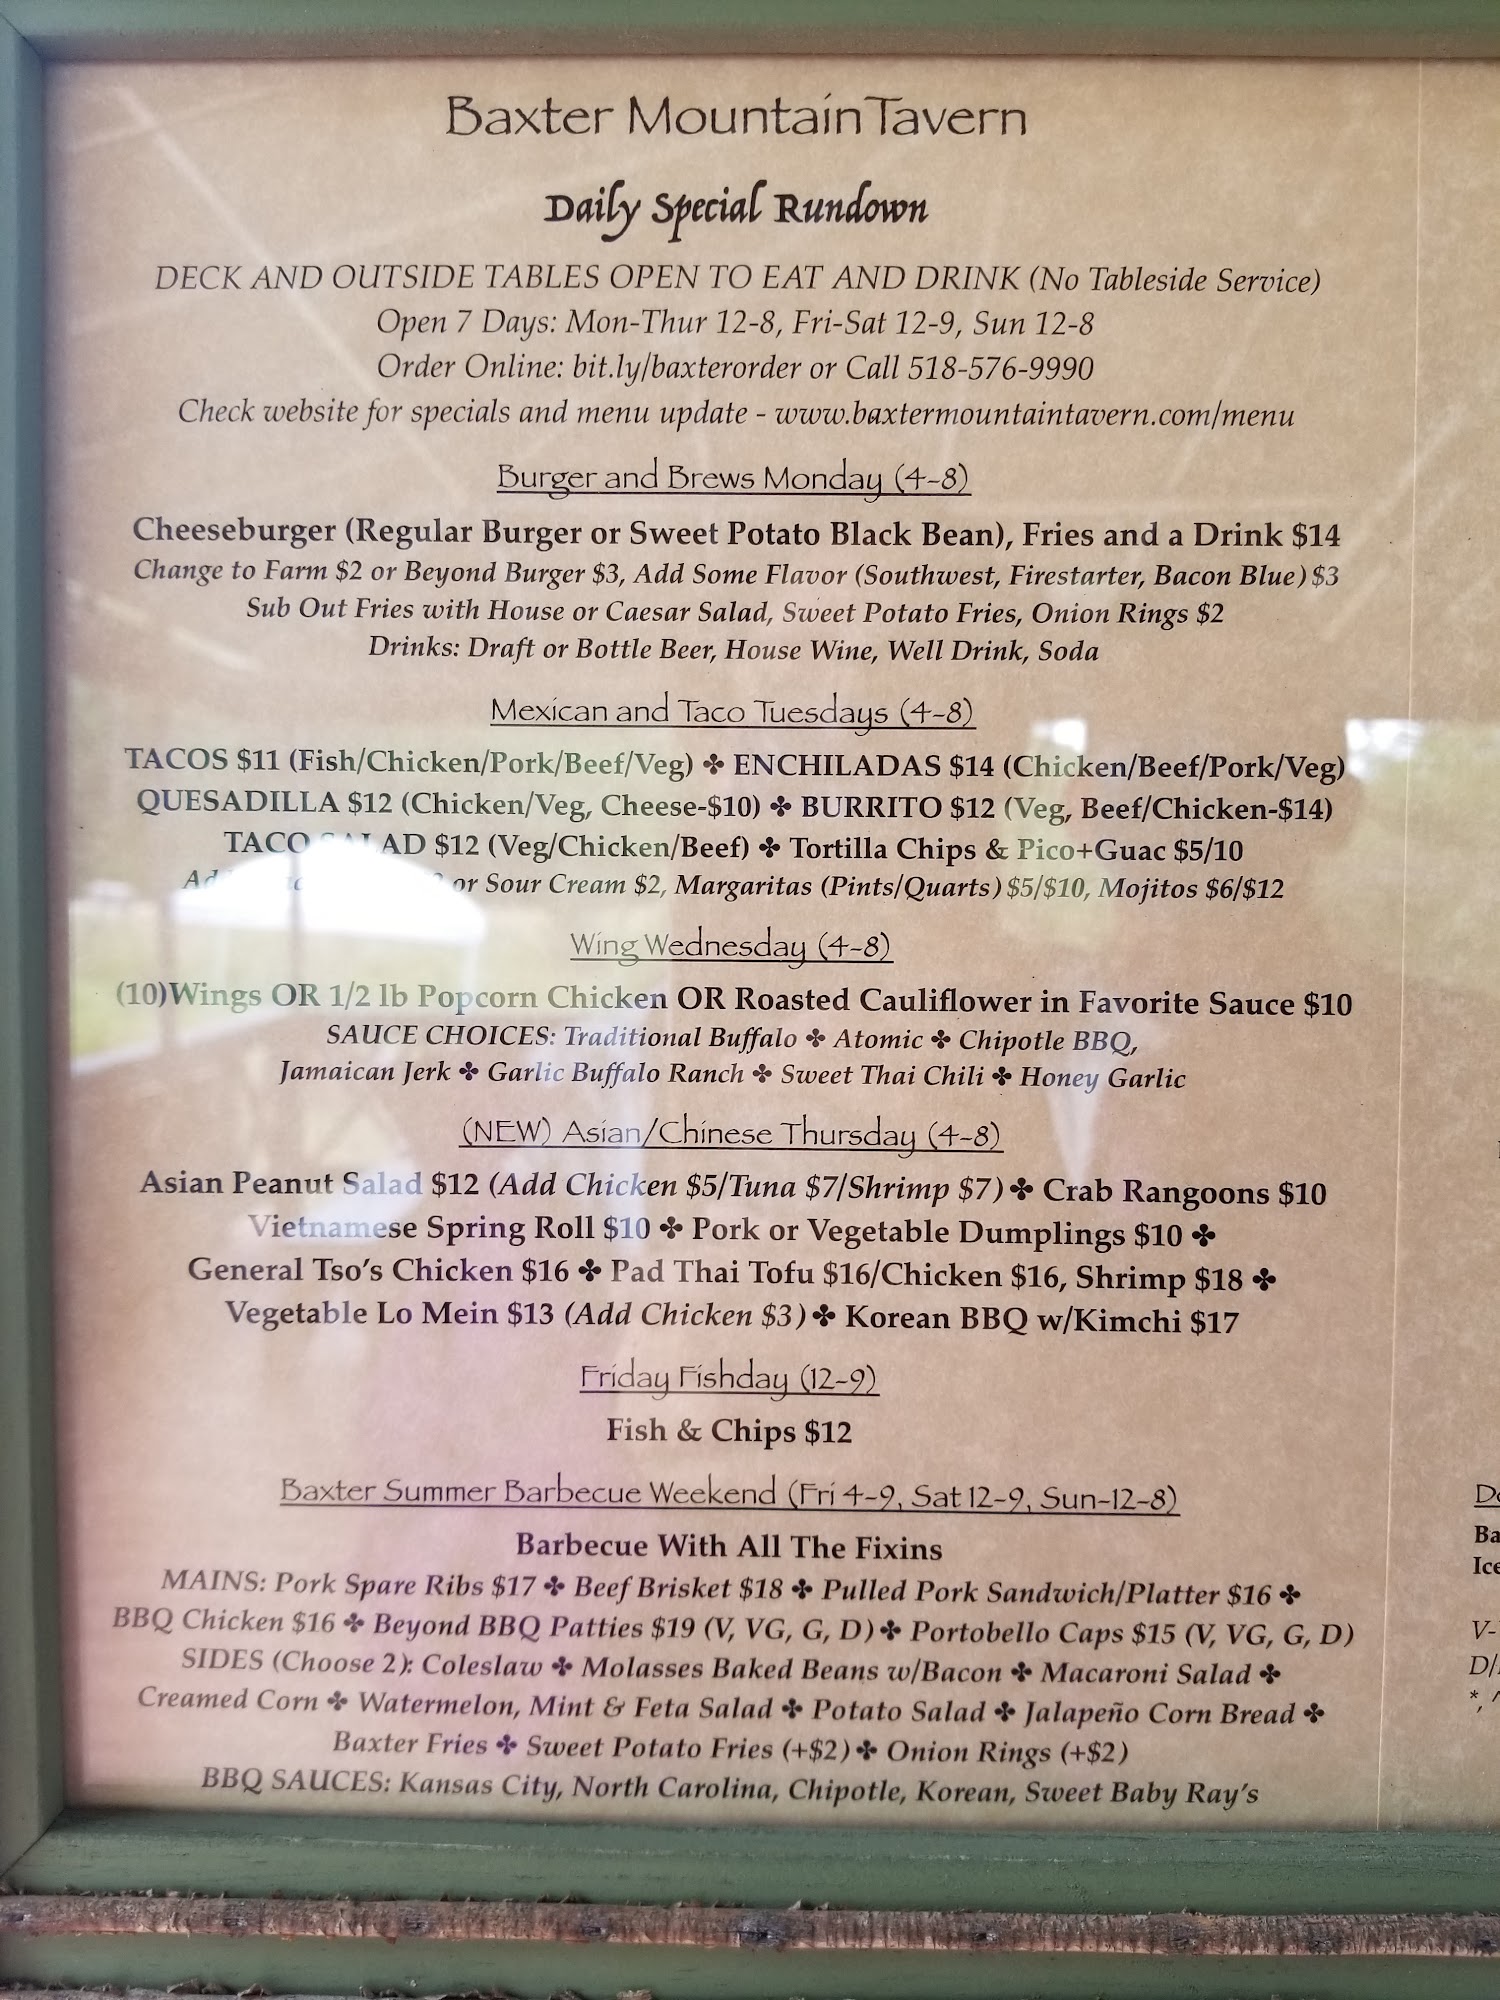 Baxter Mountain Tavern
Daily Special Rundown
DECK AND OUTSIDE TABLES OPEN TO EAT AND DRINK (No Tableside Service)
Open 7 Days: Mon-Thur 12-8, Fri-Sat 12-9, Sun 12-8
Order Online: bit.ly/baxterorder or Call 518-576-9990
Check website for specials and menu update - www.baxtermountaintavern.com/menu
Burger and Brews Monday (4-8)
Cheeseburger (Regular Burger or Sweet Potato Black Bean), Fries and a Drink $14
Change to Farm $2 or Beyond Burger $3, Add Some Flavor (Southwest, Firestarter, Bacon Blue) $3
Sub Out Fries with House or Caesar Salad, Sweet Potato Fries, Onion Rings $2
Drinks: Draft or Bottle Beer, House Wine, Well Drink, Soda
Mexican and Taco Tuesdays (4-8)
TACOS $11 (Fish/Chicken/Pork/Beef/Veg) ✤ ENCHILADAS $14 (Chicken/Beef/Pork/Veg)
QUESADILLA $12 (Chicken/Veg, Cheese-$10) ✤ BURRITO $12 (Veg, Beef/Chicken-$14)
TACO SALAD $12 (Veg/Chicken/Beef) ✤ Tortilla Chips & Pico+Guac $5/10
or Sour Cream $2, Margaritas (Pints/Quarts) $5/$10, Mojitos $6/$12
Wing Wednesday (4-8)
(10)Wings OR 1/2 lb Popcorn Chicken OR Roasted Cauliflower in Favorite Sauce $10
SAUCE CHOICES: Traditional Buffalo ✤ Atomic ✤ Chipotle BBQ,
Jamaican Jerk ✤ Garlic Buffalo Ranch ✤ Sweet Thai Chili ✤ Honey Garlic
(NEW) Asian/Chinese Thursday (4-8)
Asian Peanut Salad $12 (Add Chicken $5/Tuna $7/Shrimp $7) ✤ Crab Rangoons $10
Vietnamese Spring Roll $10 ✤ Pork or Vegetable Dumplings $10 ✤
General Tso's Chicken $16 ✤ Pad Thai Tofu $16/Chicken $16, Shrimp $18 ✤
Vegetable Lo Mein $13 (Add Chicken $3) ✤ Korean BBQ w/Kimchi $17
Friday Fishday (12-9)
Fish & Chips $12
Baxter Summer Barbecue Weekend (Fri 4-9, Sat 12-9, Sun-12-8)
Barbecue With All The Fixins
MAINS: Pork Spare Ribs $17 ✤ Beef Brisket $18 ✤ Pulled Pork Sandwich/Platter $16 ✤
BBQ Chicken $16 ✤ Beyond BBQ Patties $19 (V, VG, G, D) ✤ Portobello Caps $15 (V, VG, G, D)
SIDES (Choose 2): Coleslaw ✤ Molasses Baked Beans w/Bacon ✤ Macaroni Salad ✤
Creamed Corn ✤ Watermelon, Mint & Feta Salad ✤ Potato Salad ✤ Jalapeño Corn Bread ✤
Baxter Fries ✤ Sweet Potato Fries (+$2) ✤ Onion Rings (+$2)
BBQ SAUCES: Kansas City, North Carolina, Chipotle, Korean, Sweet Baby Ray's